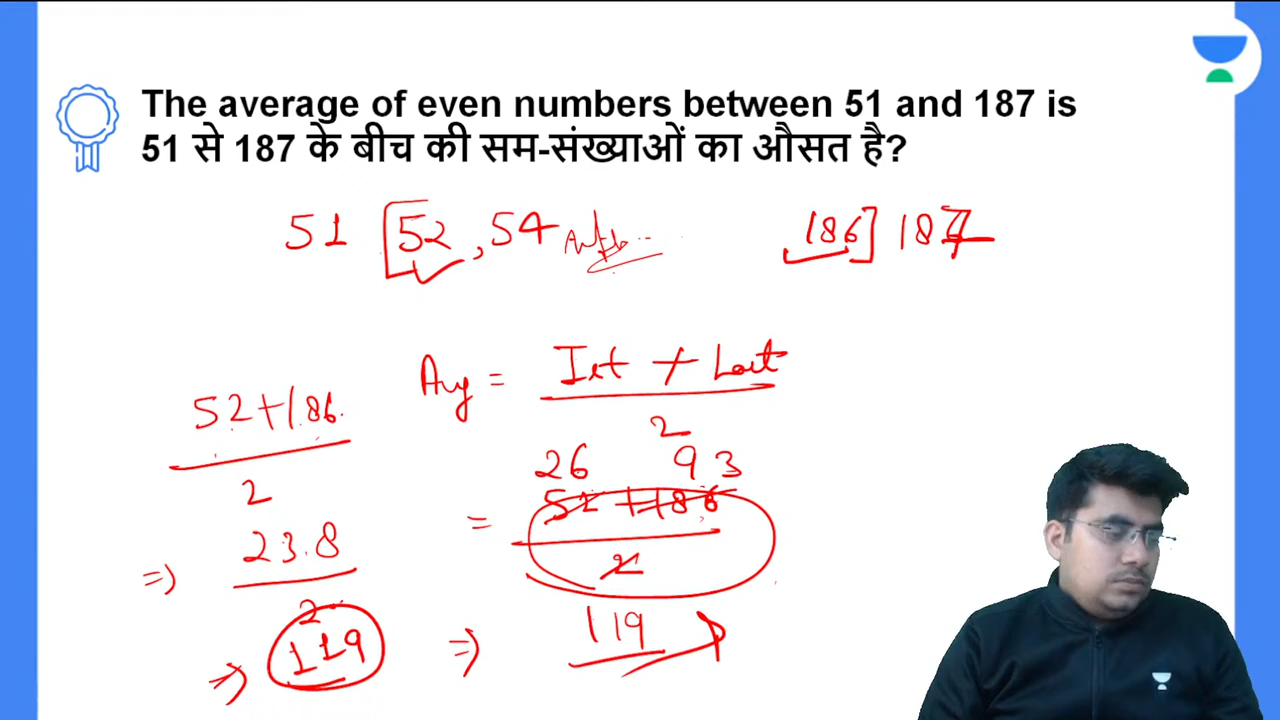 The average of even numbers between 51 and 187 is
51 से 187 के बीच की सम-संख्याओं का औसत है?
51 [52, 54 186] 187
Avg = Ist + Last
2
52+186
2
26 93
= 52+186
2
=> 23.8
2
=> 119
=> 119